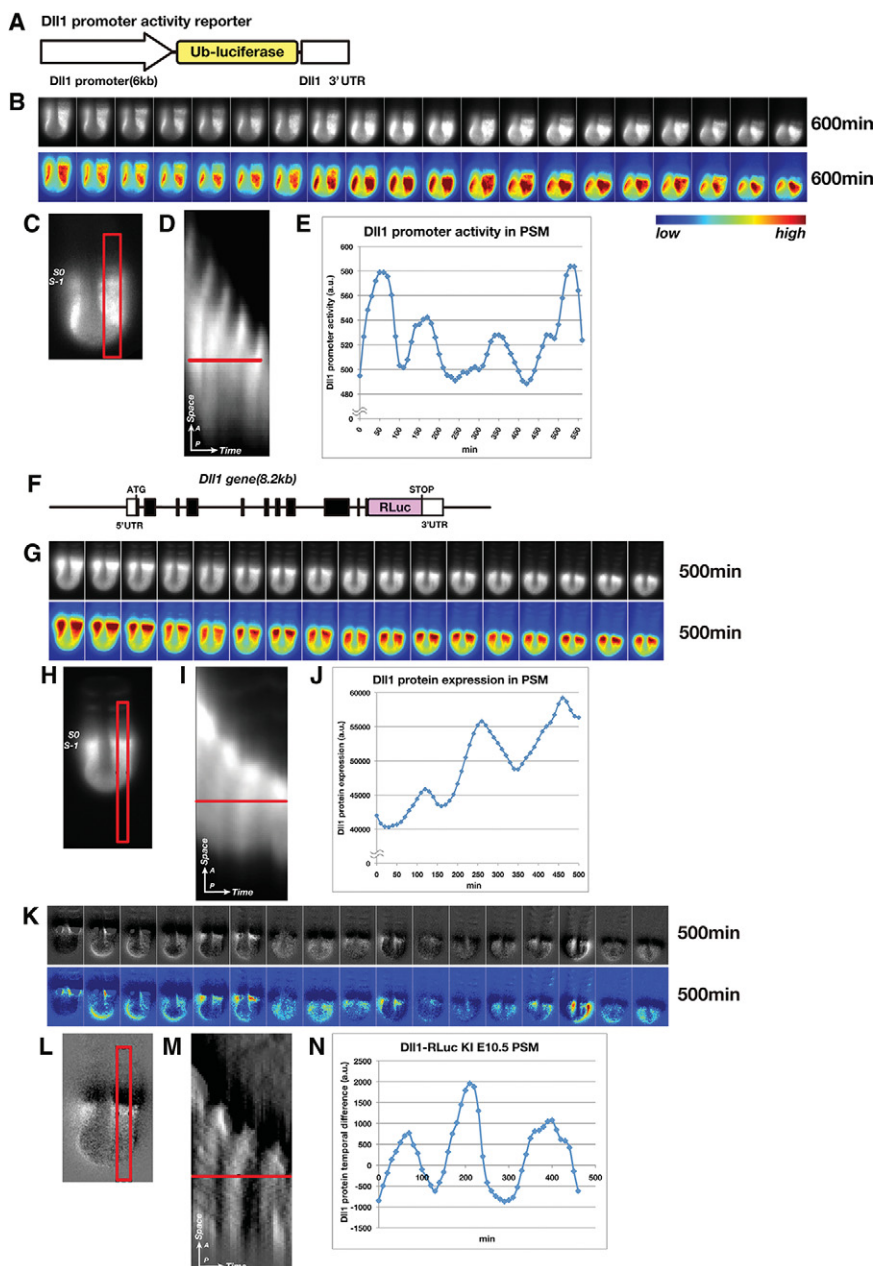 A
Dll1 promoter activity reporter
Ub-luciferase
Dll1 promoter(6kb)
Dll1 3'UTR
B
600min
600min
low
high
C
S0
S-1
D
Space
A
P
Time
E
Dll1 promoter activity in PSM
Dll1 promoter activity (a.u.)
600
580
560
540
520
500
480
0
0 50 100 150 200 250 300 350 400 450 500 550
min
F
Dll1 gene(8.2kb)
ATG
STOP
RLuc
5'UTR
3'UTR
G
500min
500min
H
S0
S-1
I
Space
A
P
Time
J
Dll1 protein expression in PSM
Dll1 protein expression (a.u.)
60000
55000
50000
45000
40000
0
0 50 100 150 200 250 300 350 400 450 500
min
K
500min
500min
L
M
Space
A
P
Time
N
Dll1-RLuc KI E10.5 PSM
Dll1 protein temporal difference (a.u.)
2500
2000
1500
1000
500
0
-500
-1000
-1500
0 100 200 300 400 500
min